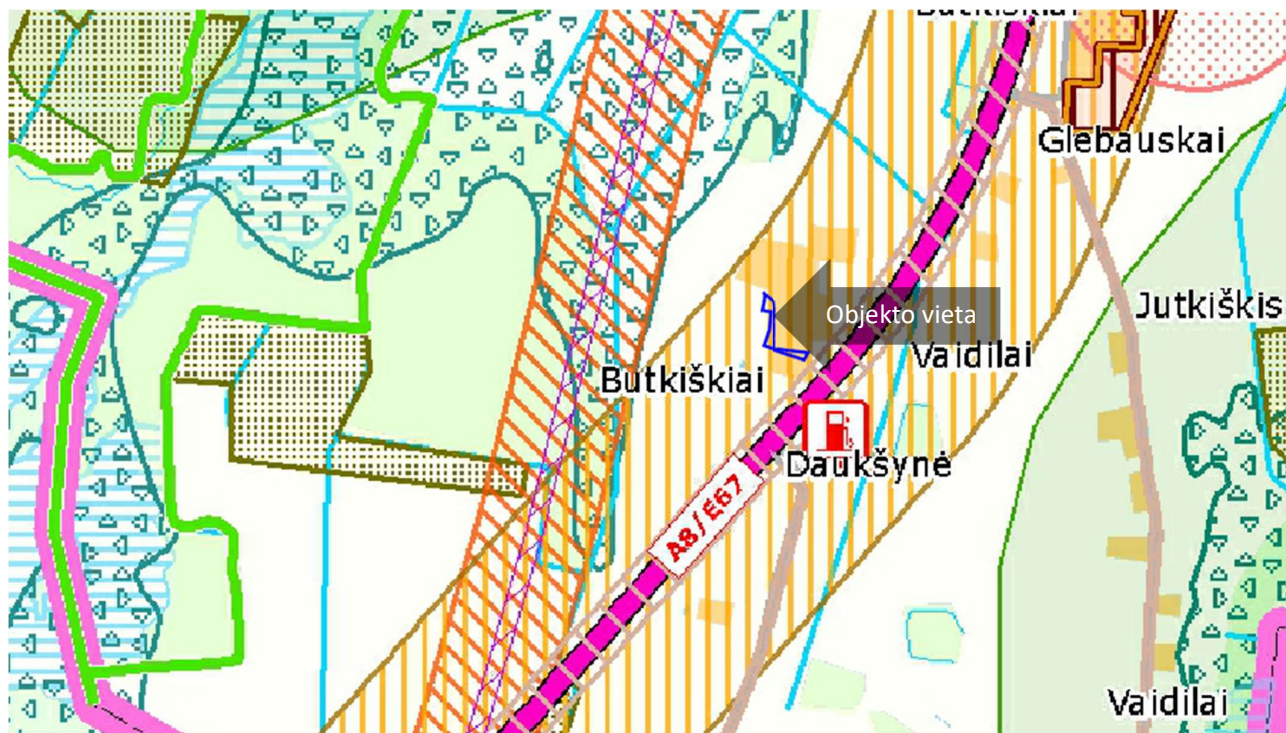 Butkiškiai
Glebauskai
Jutkiškis
Objekto vieta
Vaidilai
Butkiškiai
Daukšynė
A8/E67
Vaidilai